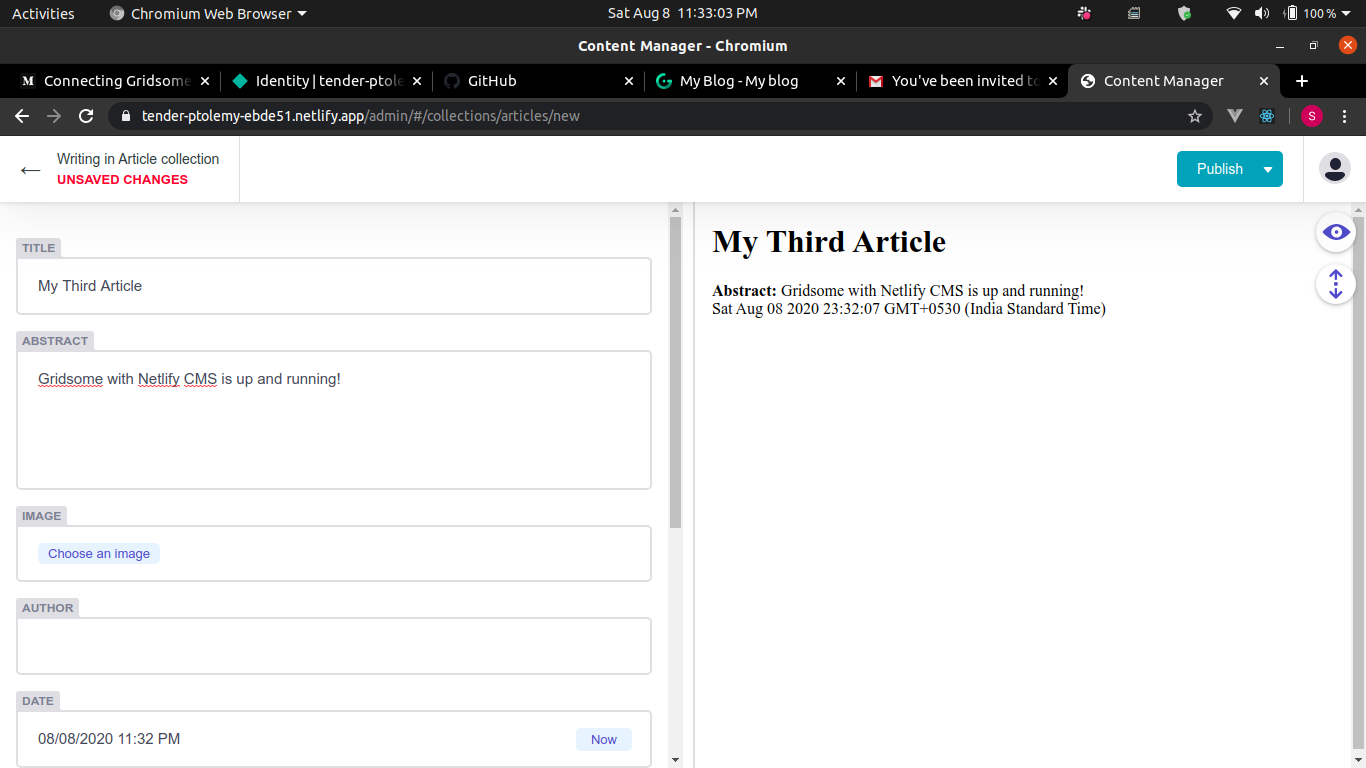 Activities
Chromium Web Browser
Sat Aug 8 11:33:03 PM
100 %
Content Manager - Chromium
M Connecting Gridsome
Identity | tender-ptole
GitHub
My Blog - My blog
You've been invited to
Content Manager
tender-ptolemy-ebde51.netlify.app/admin/#/collections/articles/new
S
Writing in Article collection
UNSAVED CHANGES
Publish
TITLE
My Third Article
ABSTRACT
Gridsome with Netlify CMS is up and running!
IMAGE
Choose an image
AUTHOR
DATE
08/08/2020 11:32 PM
Now
My Third Article
Abstract: Gridsome with Netlify CMS is up and running!
Sat Aug 08 2020 23:32:07 GMT+0530 (India Standard Time)